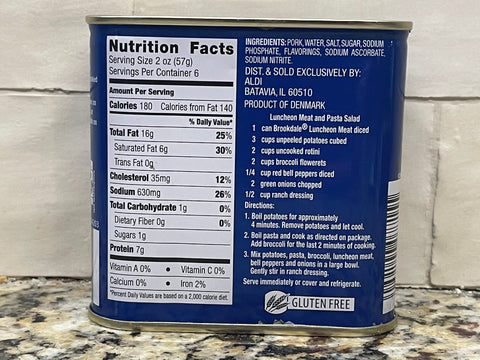 Nutrition Facts
Serving Size 2 oz (57g)
Servings Per Container 6
Amount Per Serving
Calories 180 Calories from Fat 140
% Daily Value*
Total Fat 16g 25%
Saturated Fat 6g 30%
Trans Fat 0g
Cholesterol 35mg 12%
Sodium 630mg 26%
Total Carbohydrate 1g 0%
Dietary Fiber 0g 0%
Sugars 1g
Protein 7g
Vitamin A 0% • Vitamin C 0%
Calcium 0% • Iron 2%
*Percent Daily Values are based on a 2,000 calorie diet.
INGREDIENTS: PORK, WATER, SALT, SUGAR, SODIUM
PHOSPHATE, FLAVORINGS, SODIUM ASCORBATE,
SODIUM NITRITE.
DIST. & SOLD EXCLUSIVELY BY:
ALDI
BATAVIA, IL 60510
PRODUCT OF DENMARK
Luncheon Meat and Pasta Salad
1 can Brookdale® Luncheon Meat diced
3 cups unpeeled potatoes cubed
2 cups uncooked rotini
2 cups broccoli flowerets
1/4 cup red bell peppers diced
2 green onions chopped
1/2 cup ranch dressing
Directions:
1. Boil potatoes for approximately
4 minutes. Remove potatoes and let cool.
2. Boil pasta and cook as directed on package.
Add broccoli for the last 2 minutes of cooking.
3. Mix potatoes, pasta, broccoli, luncheon meat,
bell peppers and onions in a large bowl.
Gently stir in ranch dressing.
Serve immediately or cover and refrigerate.
GLUTEN FREE